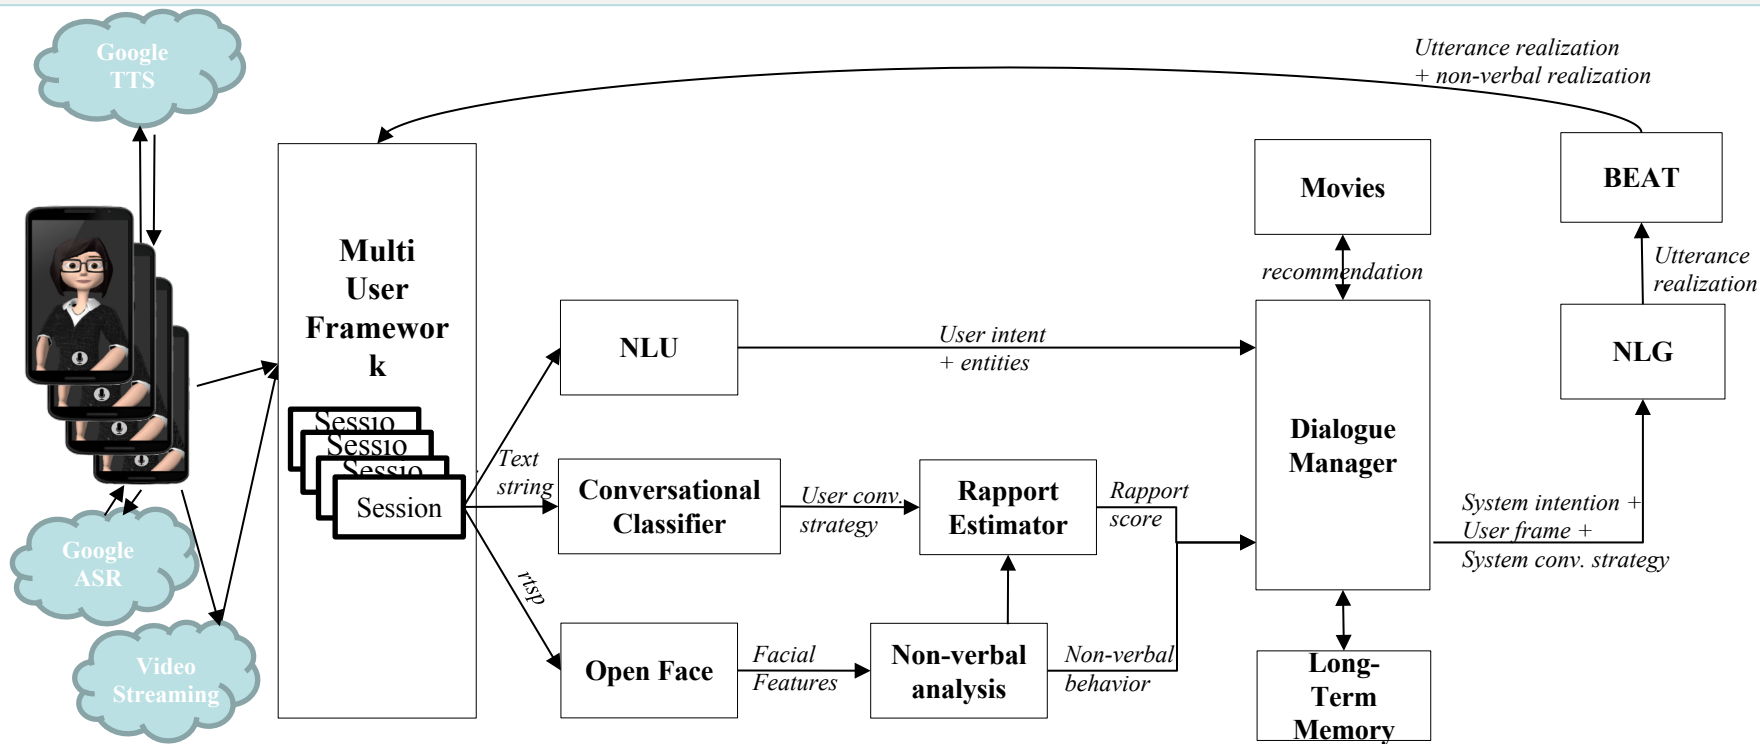 Google
TTS
Utterance realization
+ non-verbal realization
Multi
User
Framewor
k
Movies
BEAT
recommendation
Utterance
realization
NLU
User intent
+ entities
NLG
Dialogue
Manager
Sessio
Sessio
Sessio
Session
Text
string
Conversational
Classifier
User conv.
strategy
Rapport
Estimator
Rapport
score
System intention +
User frame +
System conv. strategy
Google
ASR
rtsp
Video
Streaming
Open Face
Facial
Features
Non-verbal
analysis
Non-verbal
behavior
Long-
Term
Memory